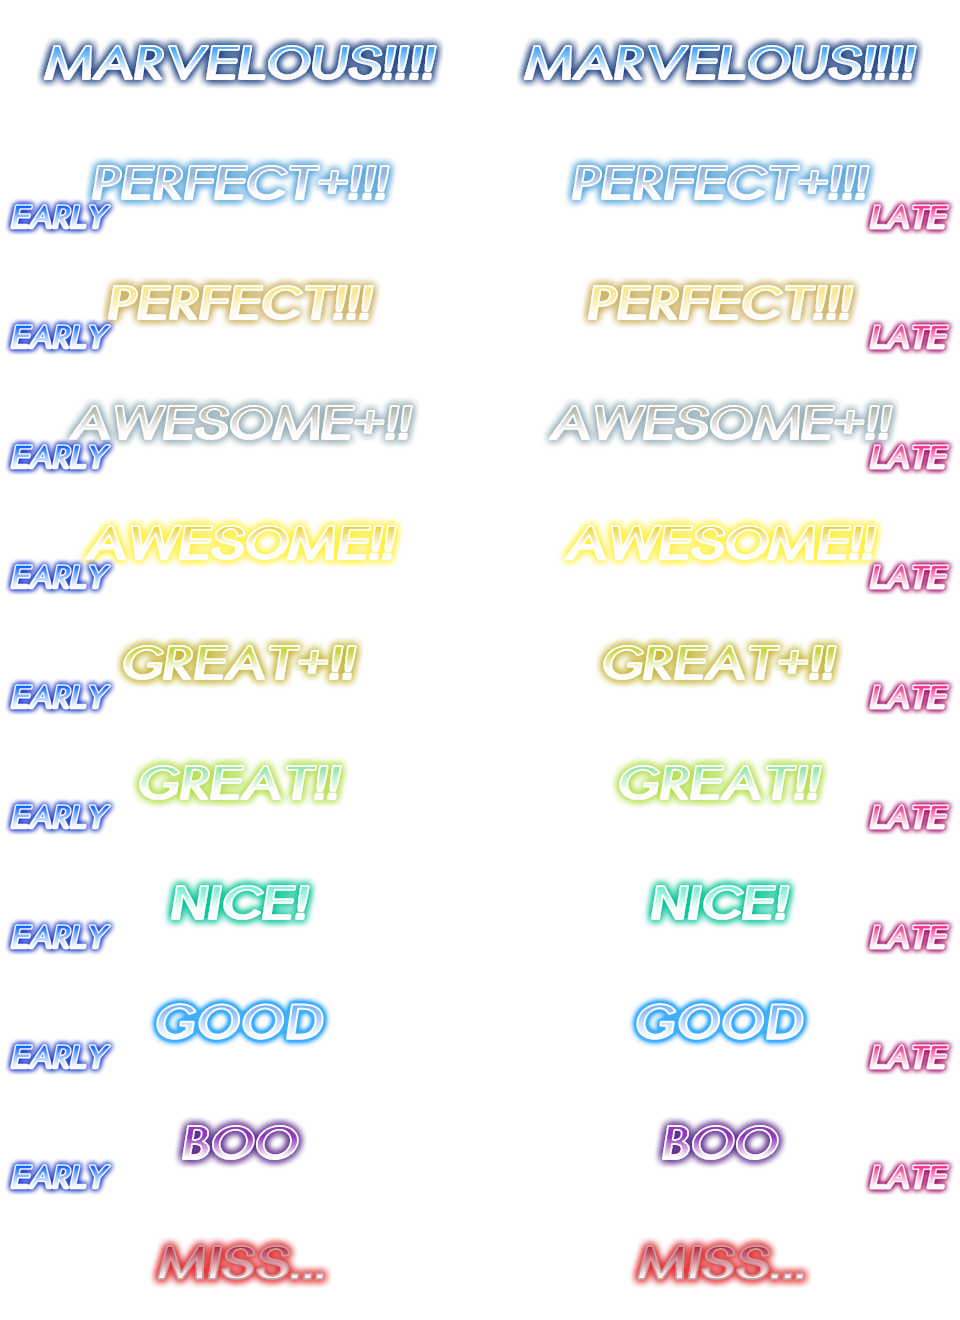 MARVELOUS!!!! MARVELOUS!!!!
PERFECT+!!! PERFECT+!!!
EARLY LATE
PERFECT!!! PERFECT!!!
EARLY LATE
AWESOME+!! AWESOME+!!
EARLY LATE
AWESOME!! AWESOME!!
EARLY LATE
GREAT+!! GREAT+!!
EARLY LATE
GREAT!! GREAT!!
EARLY LATE
NICE! NICE!
EARLY LATE
GOOD GOOD
EARLY LATE
BOO BOO
EARLY LATE
MISS... MISS...